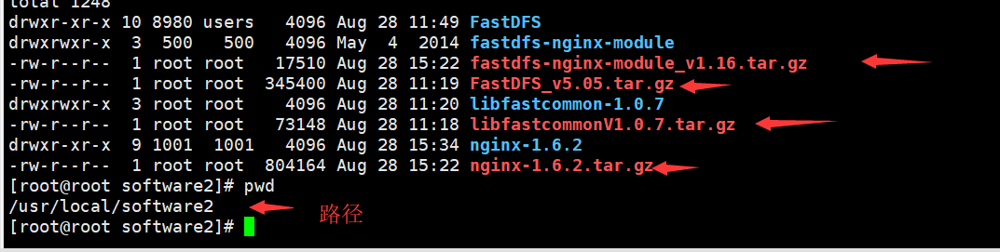 total 1248
drwxr-xr-x 10 8980 users 4096 Aug 28 11:49 FastDFS
drwxrwxr-x 3 500 500 4096 May 4 2014 fastdfs-nginx-module
-rw-r--r-- 1 root root 17510 Aug 28 15:22 fastdfs-nginx-module_v1.16.tar.gz
-rw-r--r-- 1 root root 345400 Aug 28 11:19 FastDFS_v5.05.tar.gz
drwxrwxr-x 3 root root 4096 Aug 28 11:20 libfastcommon-1.0.7
-rw-r--r-- 1 root root 73148 Aug 28 11:18 libfastcommonV1.0.7.tar.gz
drwxr-xr-x 9 1001 1001 4096 Aug 28 15:34 nginx-1.6.2
-rw-r--r-- 1 root root 804164 Aug 28 15:22 nginx-1.6.2.tar.gz
[root@root software2]# pwd
/usr/local/software2 路径
[root@root software2]#